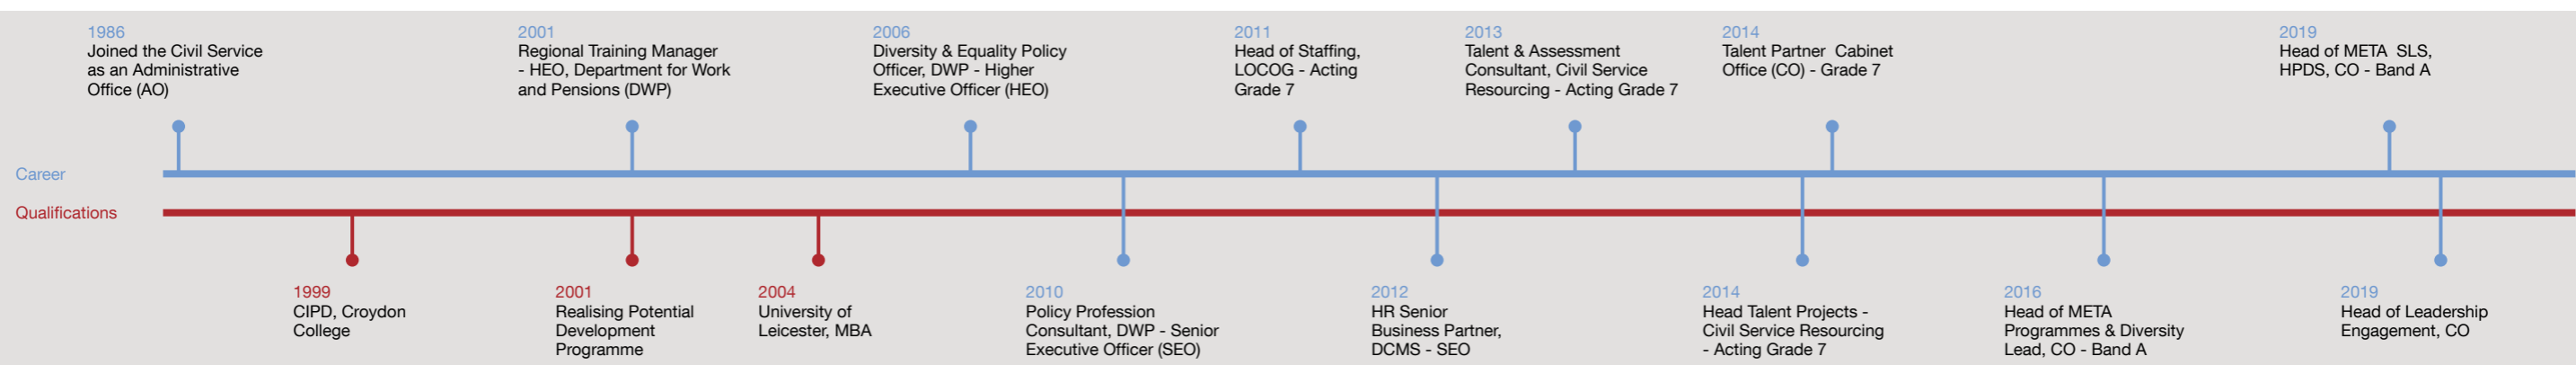 1986
Joined the Civil Service
as an Administrative
Office (AO)
2001
Regional Training Manager
- HEO, Department for Work
and Pensions (DWP)
2006
Diversity & Equality Policy
Officer, DWP - Higher
Executive Officer (HEO)
2011
Head of Staffing,
LOCOG - Acting
Grade 7
2013
Talent & Assessment
Consultant, Civil Service
Resourcing - Acting Grade 7
2014
Talent Partner  Cabinet
Office (CO) - Grade 7
2019
Head of META  SLS,
HPDS, CO - Band A
Career
Qualifications
1999
CIPD, Croydon
College
2001
Realising Potential
Development
Programme
2004
University of
Leicester, MBA
2010
Policy Profession
Consultant, DWP - Senior
Executive Officer (SEO)
2012
HR Senior
Business Partner,
DCMS - SEO
2014
Head Talent Projects -
Civil Service Resourcing
- Acting Grade 7
2016
Head of META
Programmes & Diversity
Lead, CO - Band A
2019
Head of Leadership
Engagement, CO